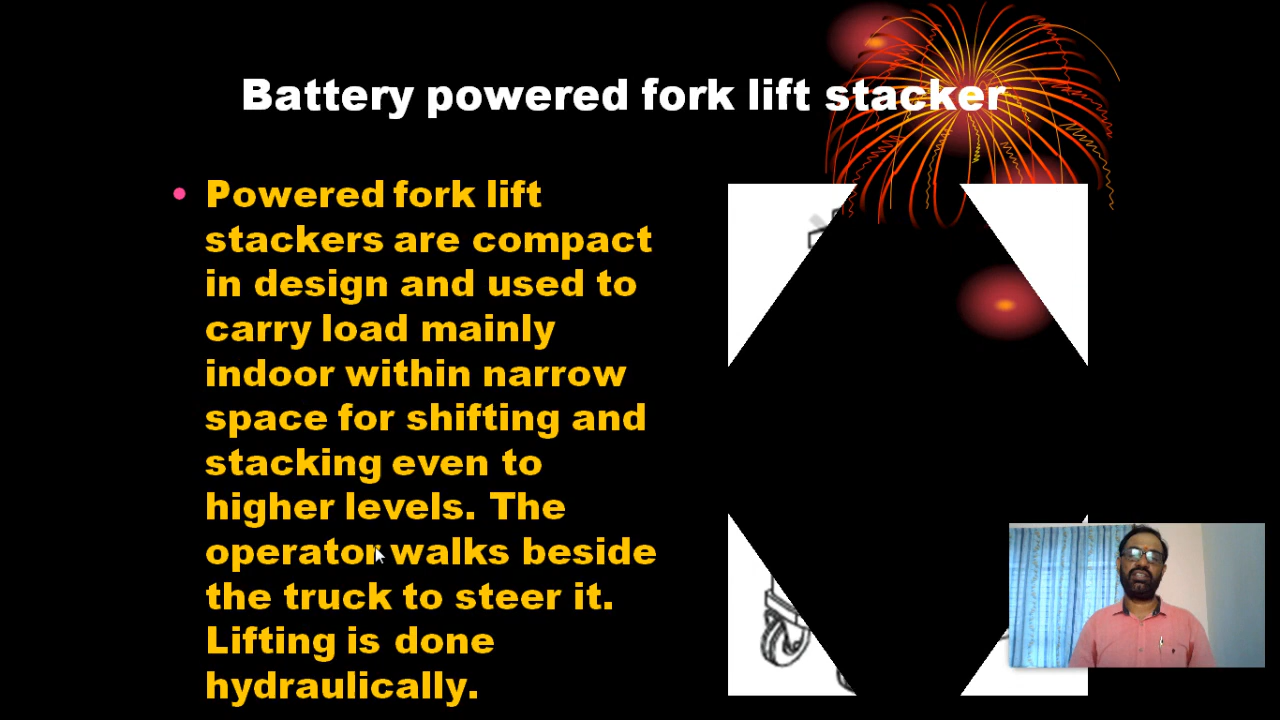 Battery powered fork lift stacker
• Powered fork lift
stackers are compact
in design and used to
carry load mainly
indoor within narrow
space for shifting and
stacking even to
higher levels. The
operator walks beside
the truck to steer it.
Lifting is done
hydraulically.